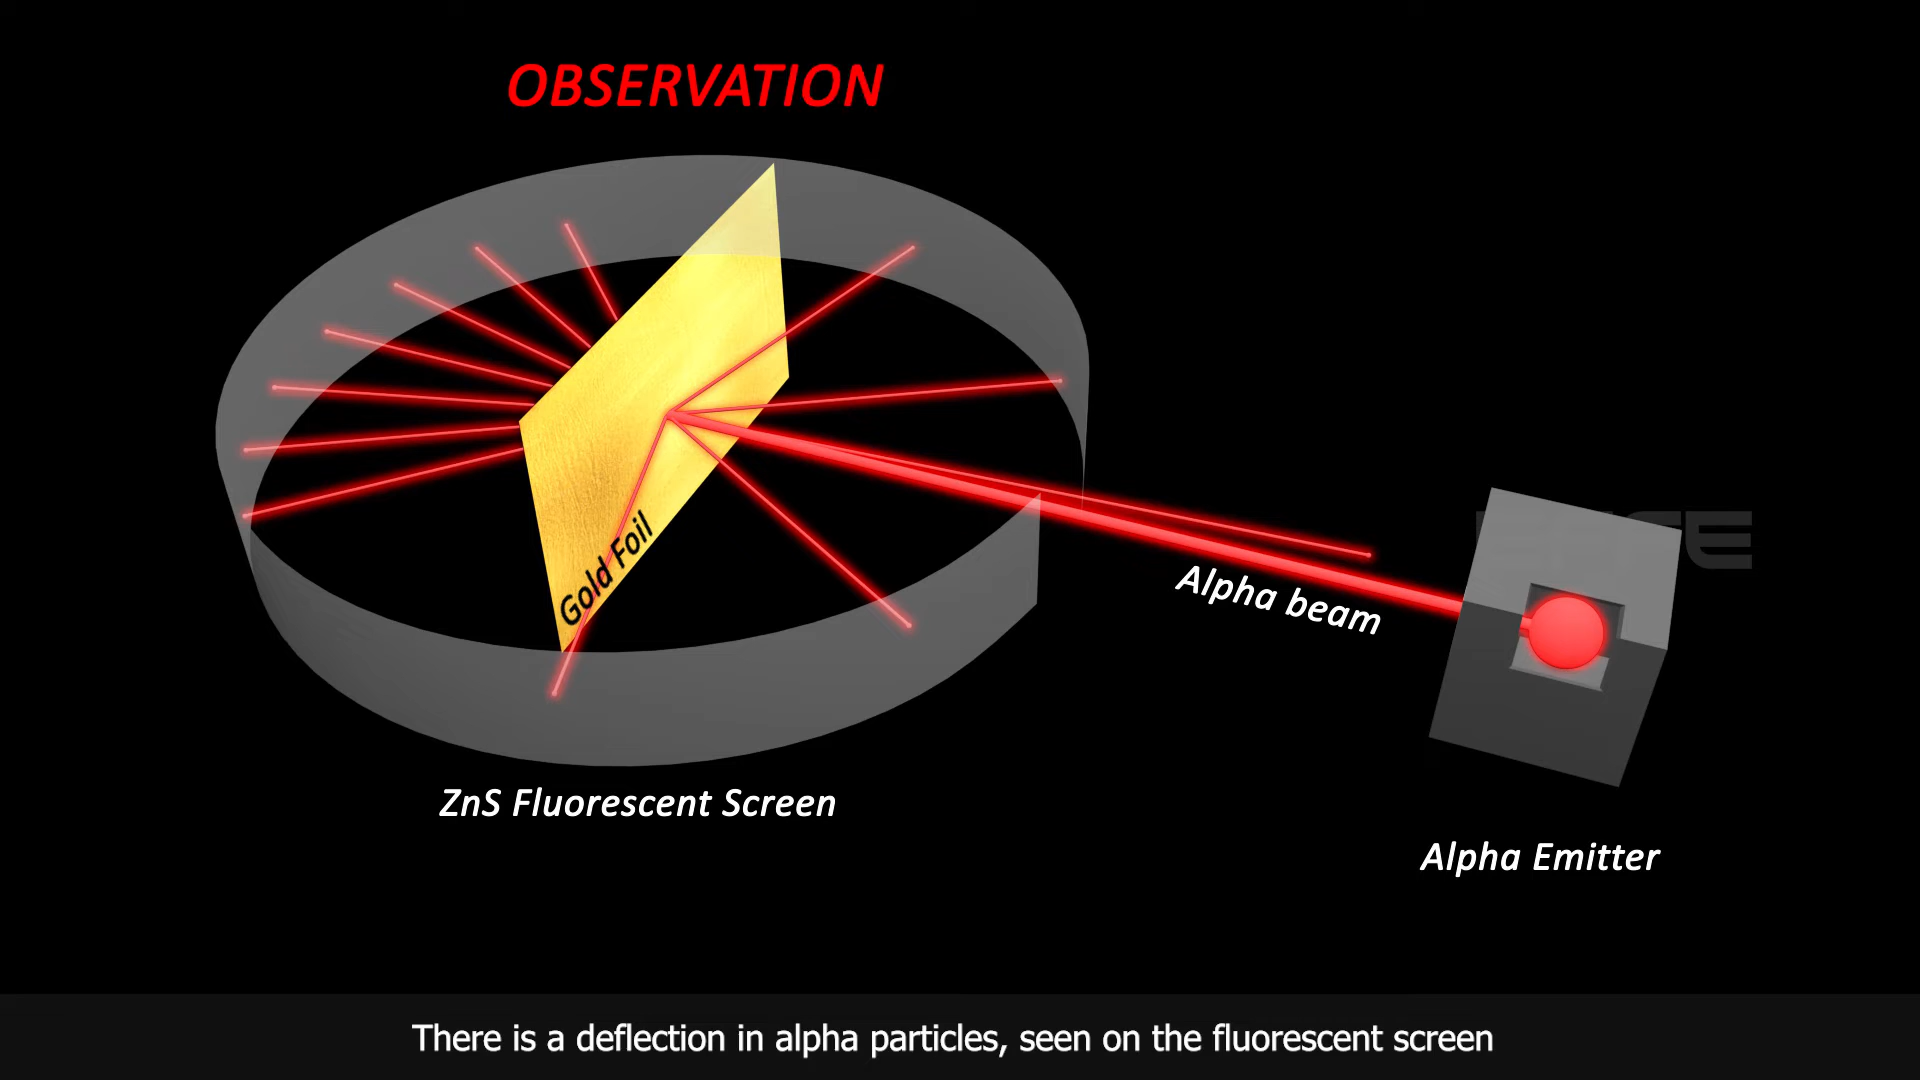 OBSERVATION
Gold Foil
Alpha beam
ZnS Fluorescent Screen
Alpha Emitter
There is a deflection in alpha particles, seen on the fluorescent screen